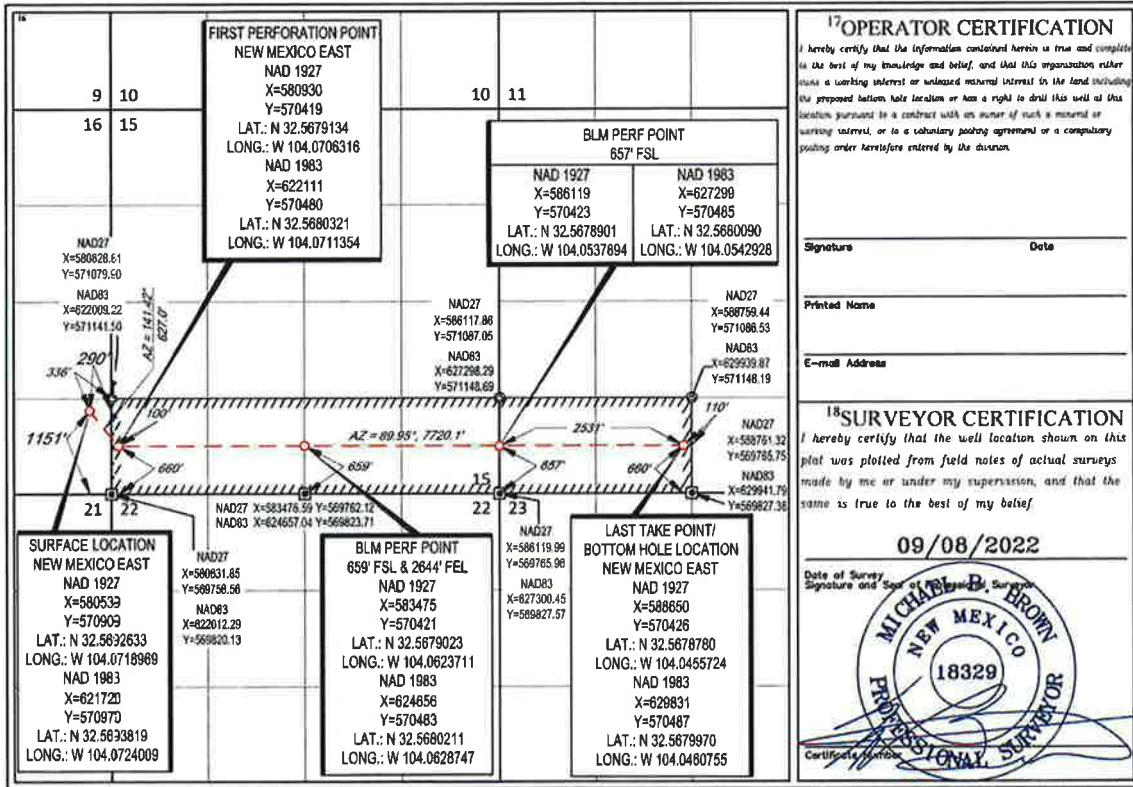 16
9 10
16 15
10 11
FIRST PERFORATION POINT
NEW MEXICO EAST
NAD 1927
X=580930
Y=570419
LAT.: N 32.5679134
LONG.: W 104.0706316
NAD 1983
X=622111
Y=570480
LAT.: N 32.5680321
LONG.: W 104.0711354
BLM PERF POINT
657' FSL
NAD 1927
X=586119
Y=570423
LAT.: N 32.5678901
LONG.: W 104.0537894
NAD 1983
X=627299
Y=570485
LAT.: N 32.5680090
LONG.: W 104.0542928
NAD27
X=580828.61
Y=571079.90
NAD83
X=622009.22
Y=571141.50
AZ = 141.42°
627.0'
NAD27
X=586117.86
Y=571087.05
NAD83
X=627298.29
Y=571148.69
NAD27
X=588759.44
Y=571086.53
NAD83
X=629939.87
Y=571148.19
290'
336'
1151'
100'
660'
AZ = 89.95°, 7720.1'
659'
2531'
657'
110'
660'
NAD27
X=588761.32
Y=569765.75
NAD83
X=629941.79
Y=569827.38
15
21 22
22 23
NAD27 X=583476.59 Y=569762.12
NAD83 X=624657.04 Y=569823.71
NAD27
X=580831.85
Y=569758.56
NAD83
X=622012.29
Y=569820.13
NAD27
X=586119.99
Y=569765.98
NAD83
X=627300.45
Y=569827.57
SURFACE LOCATION
NEW MEXICO EAST
NAD 1927
X=580539
Y=570909
LAT.: N 32.5692633
LONG.: W 104.0718969
NAD 1983
X=621720
Y=570970
LAT.: N 32.5693819
LONG.: W 104.0724009
BLM PERF POINT
659' FSL & 2644' FEL
NAD 1927
X=583475
Y=570421
LAT.: N 32.5679023
LONG.: W 104.0623711
NAD 1983
X=624656
Y=570483
LAT.: N 32.5680211
LONG.: W 104.0628747
LAST TAKE POINT/
BOTTOM HOLE LOCATION
NEW MEXICO EAST
NAD 1927
X=588650
Y=570426
LAT.: N 32.5678780
LONG.: W 104.0455724
NAD 1983
X=629831
Y=570487
LAT.: N 32.5679970
LONG.: W 104.0460755
17 OPERATOR CERTIFICATION
I hereby certify that the information contained herein is true and complete
to the best of my knowledge and belief, and that this organization either
owns a working interest or unleased mineral interest in the land including
the proposed bottom hole location or has a right to drill this well at this
location pursuant to a contract with an owner of such a mineral or
working interest, or to a voluntary pooling agreement or a compulsory
pooling order heretofore entered by the division.
Signature Date
Printed Name
E-mail Address
18 SURVEYOR CERTIFICATION
I hereby certify that the well location shown on this
plat was plotted from field notes of actual surveys
made by me or under my supervision, and that the
same is true to the best of my belief.
09/08/2022
Date of Survey
Signature and Seal of Professional Surveyor
MICHAEL B. BROWN
NEW MEXICO
18329
PROFESSIONAL SURVEYOR
Certificate Number